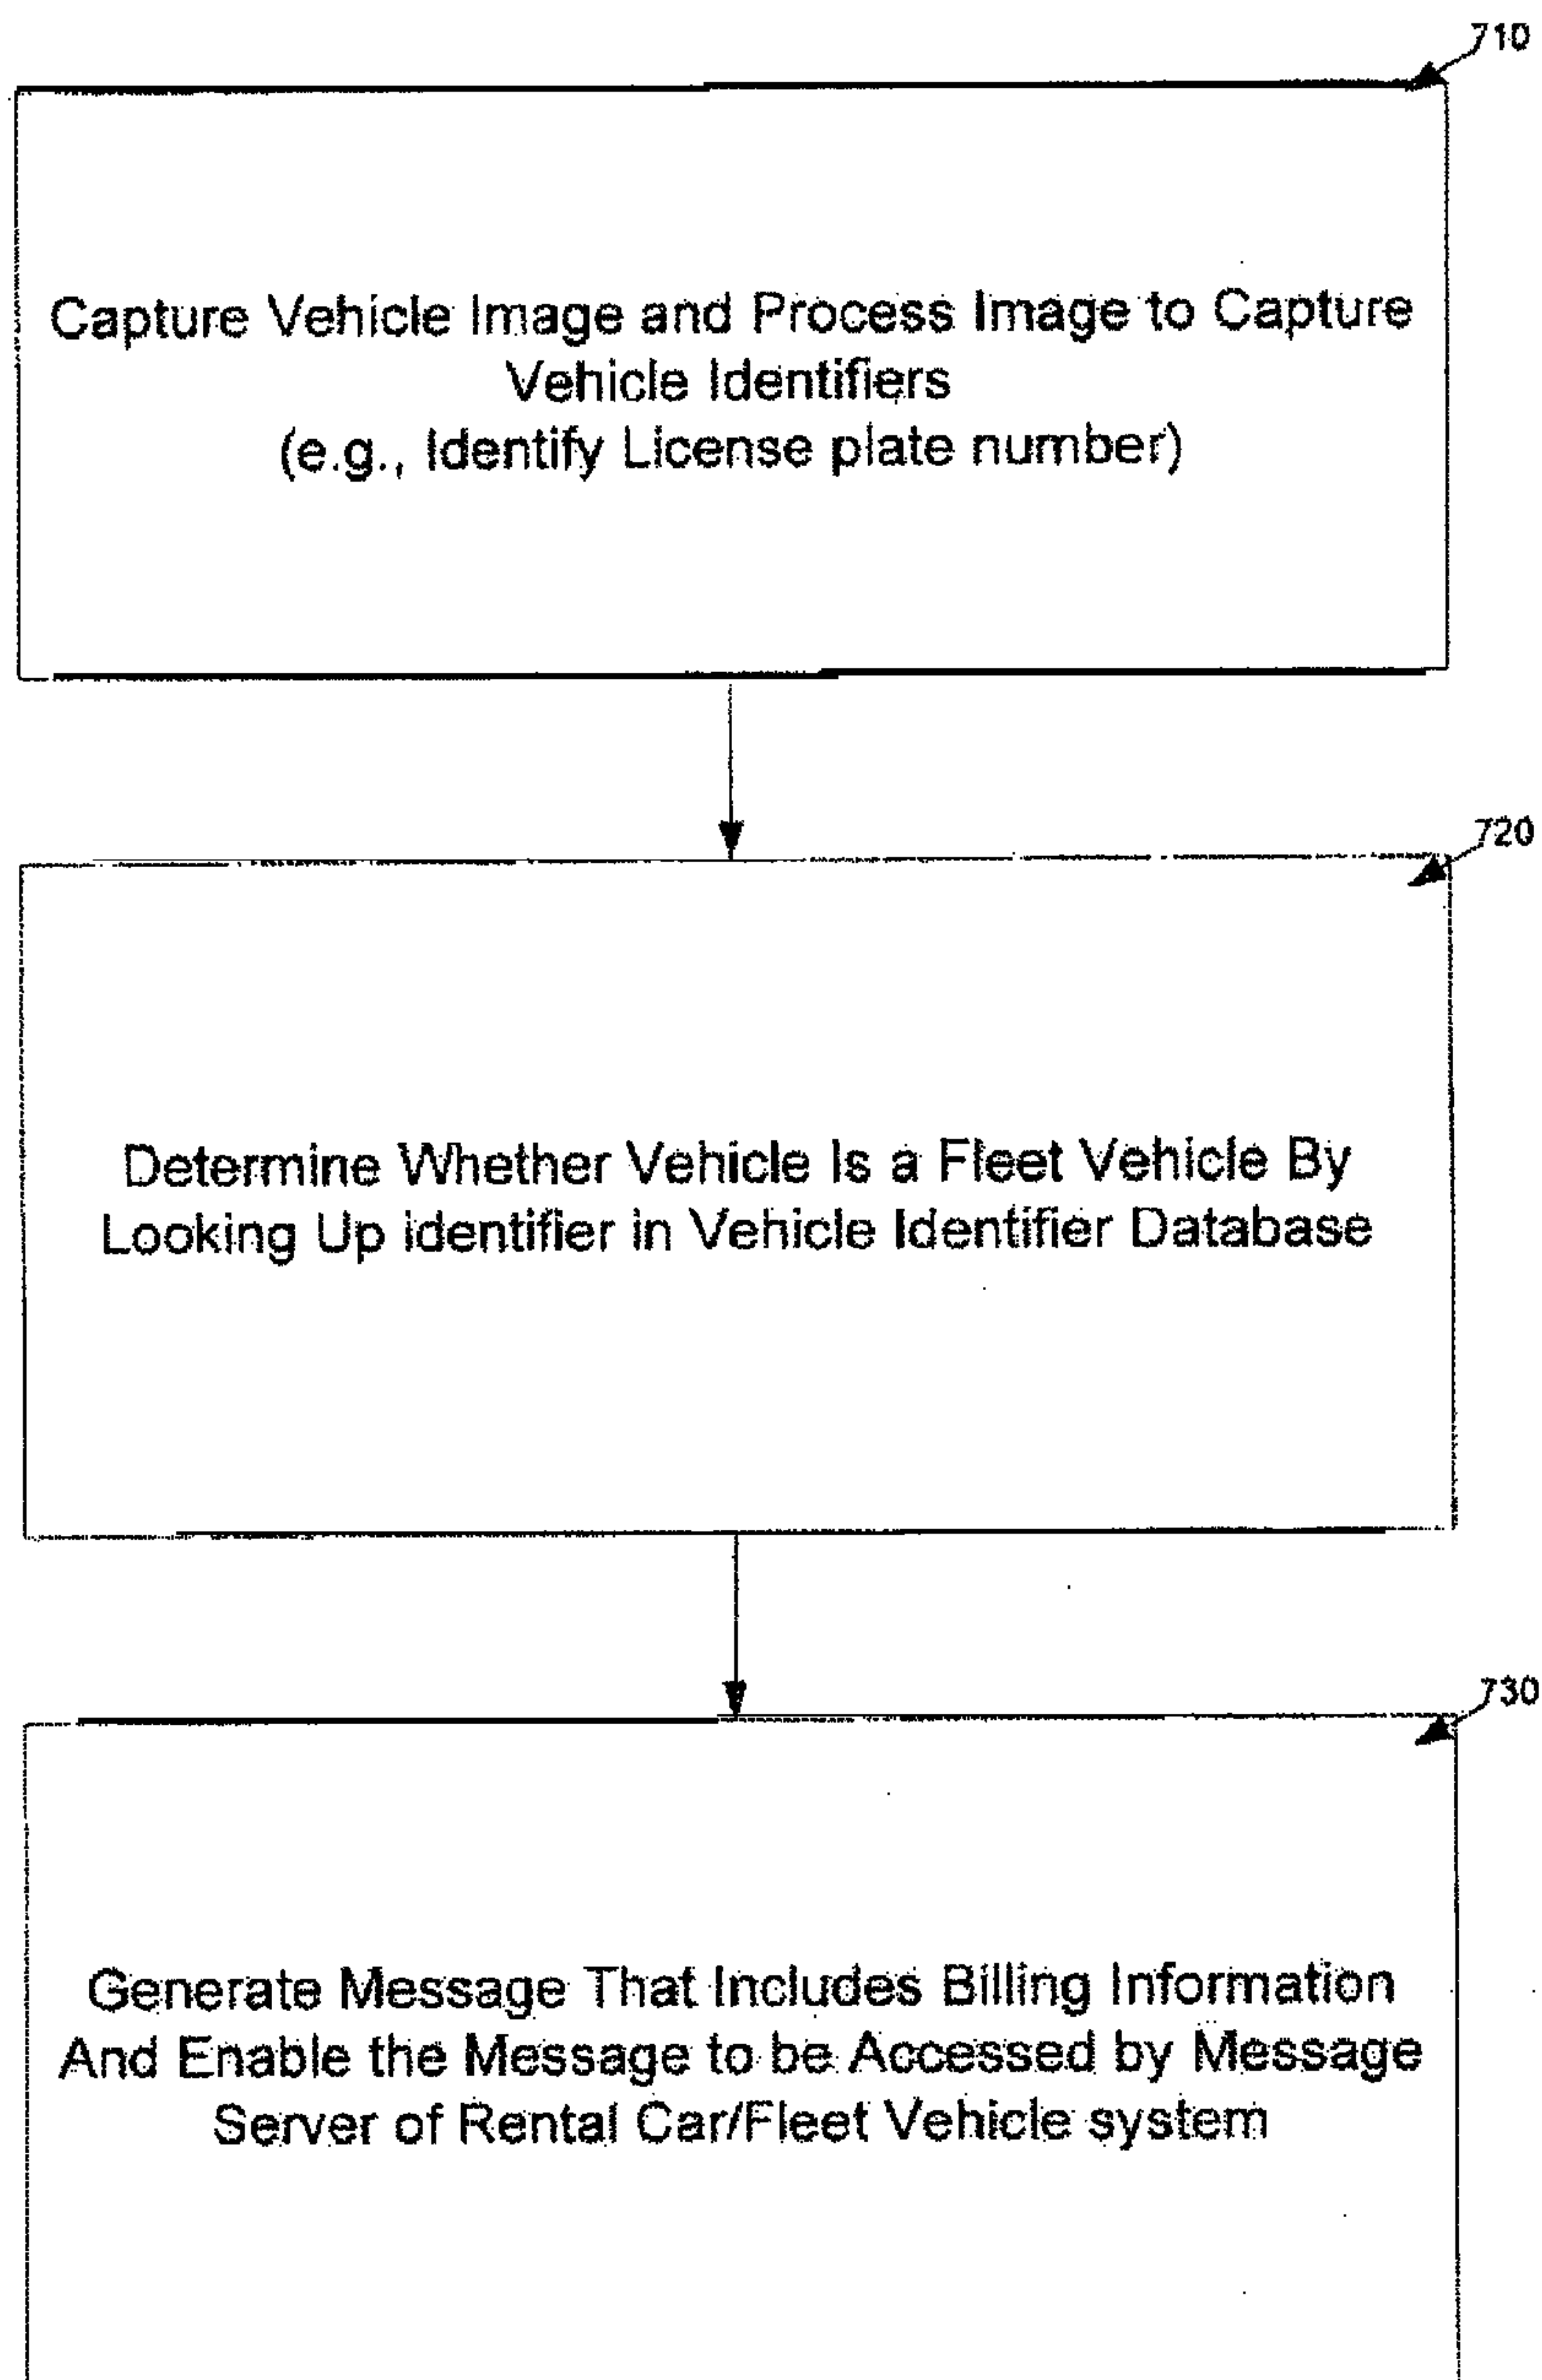 710
Capture Vehicle Image and Process Image to Capture
Vehicle Identifiers
(e.g., Identify License plate number)
720
Determine Whether Vehicle Is a Fleet Vehicle By
Looking Up identifier in Vehicle Identifier Database
730
Generate Message That Includes Billing Information
And Enable the Message to be Accessed by Message
Server of Rental Car/Fleet Vehicle system